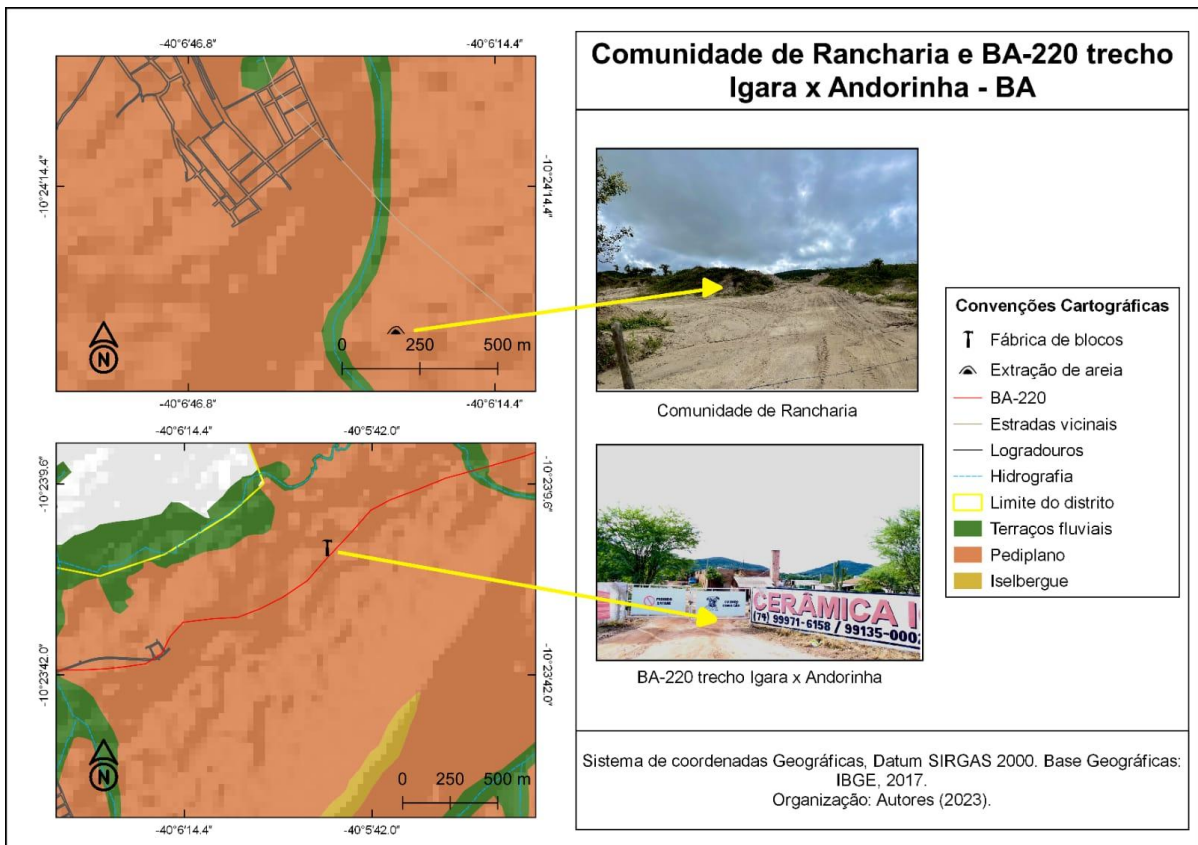 Comunidade de Rancharia e BA-220 trecho
Igara x Andorinha - BA
-40°6'46.8"
-40°6'14.4"
-10°24'14.4"
-10°24'14.4"
N
0 250 500 m
-40°6'46.8"
-40°6'14.4"
Comunidade de Rancharia
-40°6'14.4"
-40°5'42.0"
-10°23'9.6"
-10°23'9.6"
-10°23'42.0"
-10°23'42.0"
N
0 250 500 m
-40°6'14.4"
-40°5'42.0"
CERÂMICA
(74) 99971-6158 / 99135-000
BA-220 trecho Igara x Andorinha
Convenções Cartográficas
Fábrica de blocos
Extração de areia
BA-220
Estradas vicinais
Logradouros
Hidrografia
Limite do distrito
Terraços fluviais
Pediplano
Iselbergue
Sistema de coordenadas Geográficas, Datum SIRGAS 2000. Base Geográficas:
IBGE, 2017.
Organização: Autores (2023).